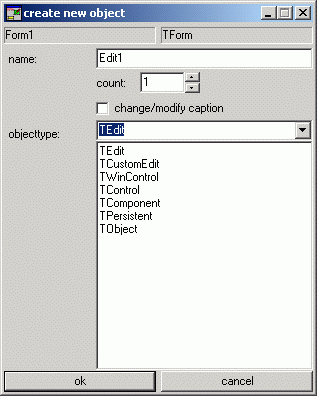 create new object
Form1 TForm
name: Edit1
count: 1
change/modify caption
objecttype: TEdit
TEdit
TCustomEdit
TWinControl
TControl
TComponent
TPersistent
TObject
ok cancel